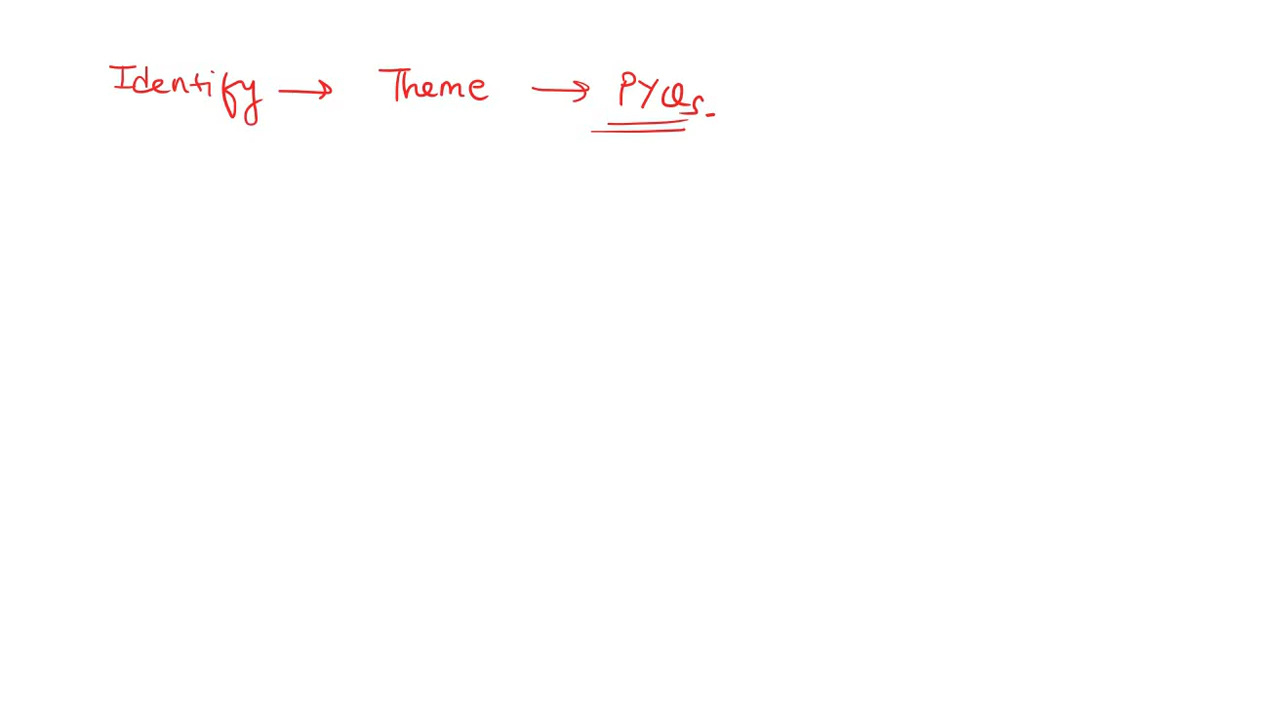 Identify → Theme → PYQs.